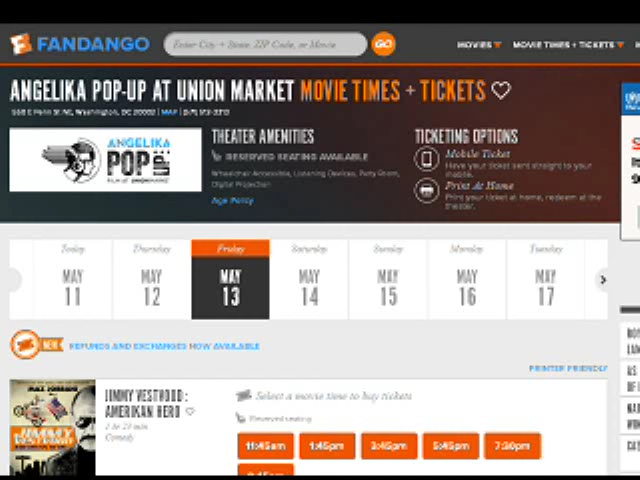 FANDANGO
Enter City + State, ZIP Code, or Movie
GO
MOVIES
MOVIE TIMES + TICKETS
ANGELIKA POP-UP AT UNION MARKET MOVIE TIMES + TICKETS
Washington, DC 20002 | MAP |
ANGELIKA
POP UP
THEATER AMENITIES
RESERVED SEATING AVAILABLE
Wheelchair Accessible, Listening Devices, Party Room,
Digital Projection
Age Policy
TICKETING OPTIONS
Mobile Ticket
Have your ticket sent straight to your
mobile.
Print At Home
Print your ticket at home, redeem at the
theater.
Today
MAY
11
Thursday
MAY
12
Friday
MAY
13
Saturday
MAY
14
Sunday
MAY
15
Monday
MAY
16
Tuesday
MAY
17
NEW
REFUNDS AND EXCHANGES NOW AVAILABLE
PRINTER FRIENDLY
JIMMY VESTVOOD:
AMERIKAN HERO
Comedy
Select a movie time to buy tickets
Reserved seating
11:45am
1:45pm
3:45pm
5:45pm
7:30pm